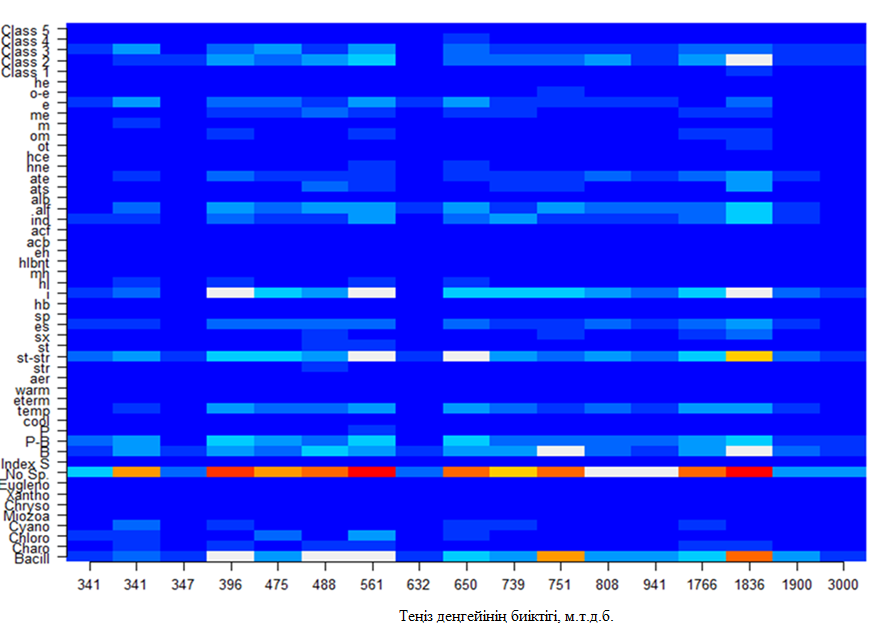 Class 5
Class 4
Class 3
Class 2
Class 1
he
o-e
e
me
m
om
ot
hce
hne
ate
ats
alb
alf
ind
acf
acb
eh
hlbnt
mh
hl
i
hb
sp
es
sx
st
st-str
str
aer
warm
eterm
temp
cool
P
P-B
B
Index S
No Sp.
Eugleno
Xantho
Chryso
Miozoa
Cyano
Chloro
Charo
Bacill
341 341 347 396 475 488 561 632 650 739 751 808 941 1766 1836 1900 3000
Теңіз деңгейінің биіктігі, м.т.д.б.